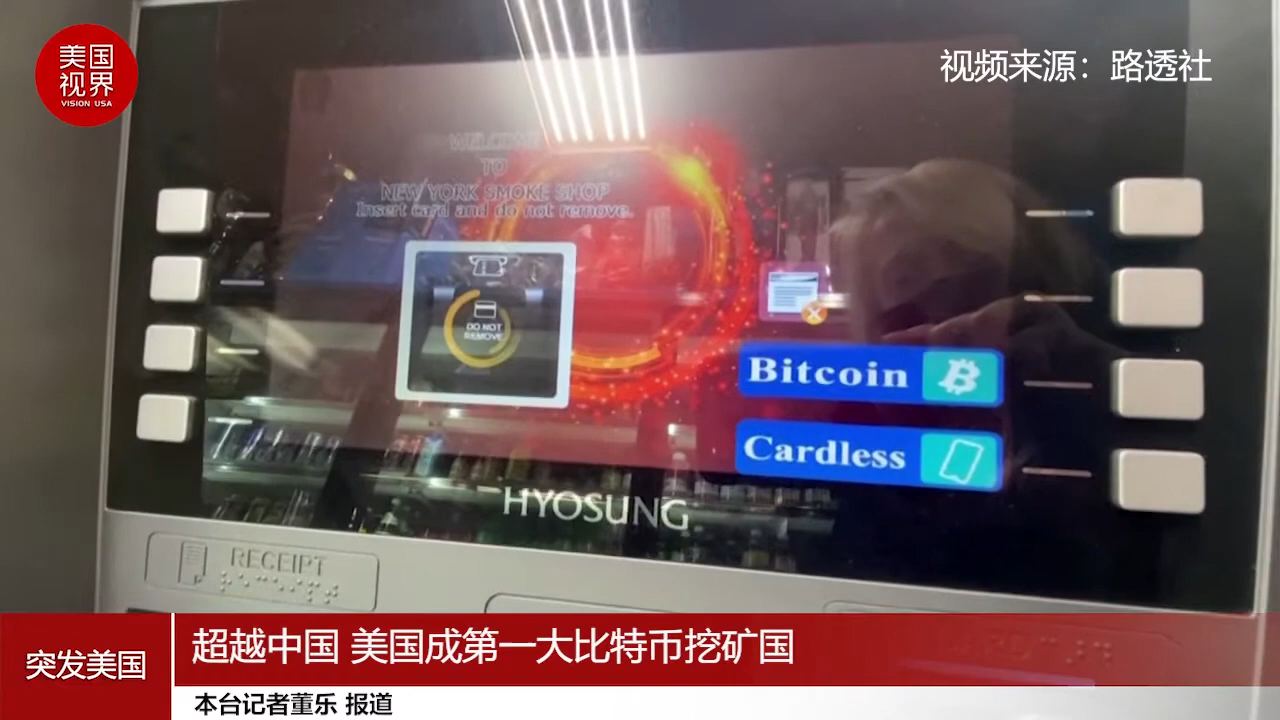 美国
视界
VISION USA
视频来源：路透社
WELCOME
TO
NEW YORK SMOKE SHOP
Insert card and do not remove.
DO NOT
REMOVE
Bitcoin
Cardless
HYOSUNG
RECEIPT
突发美国
超越中国 美国成第一大比特币挖矿国
本台记者董乐 报道